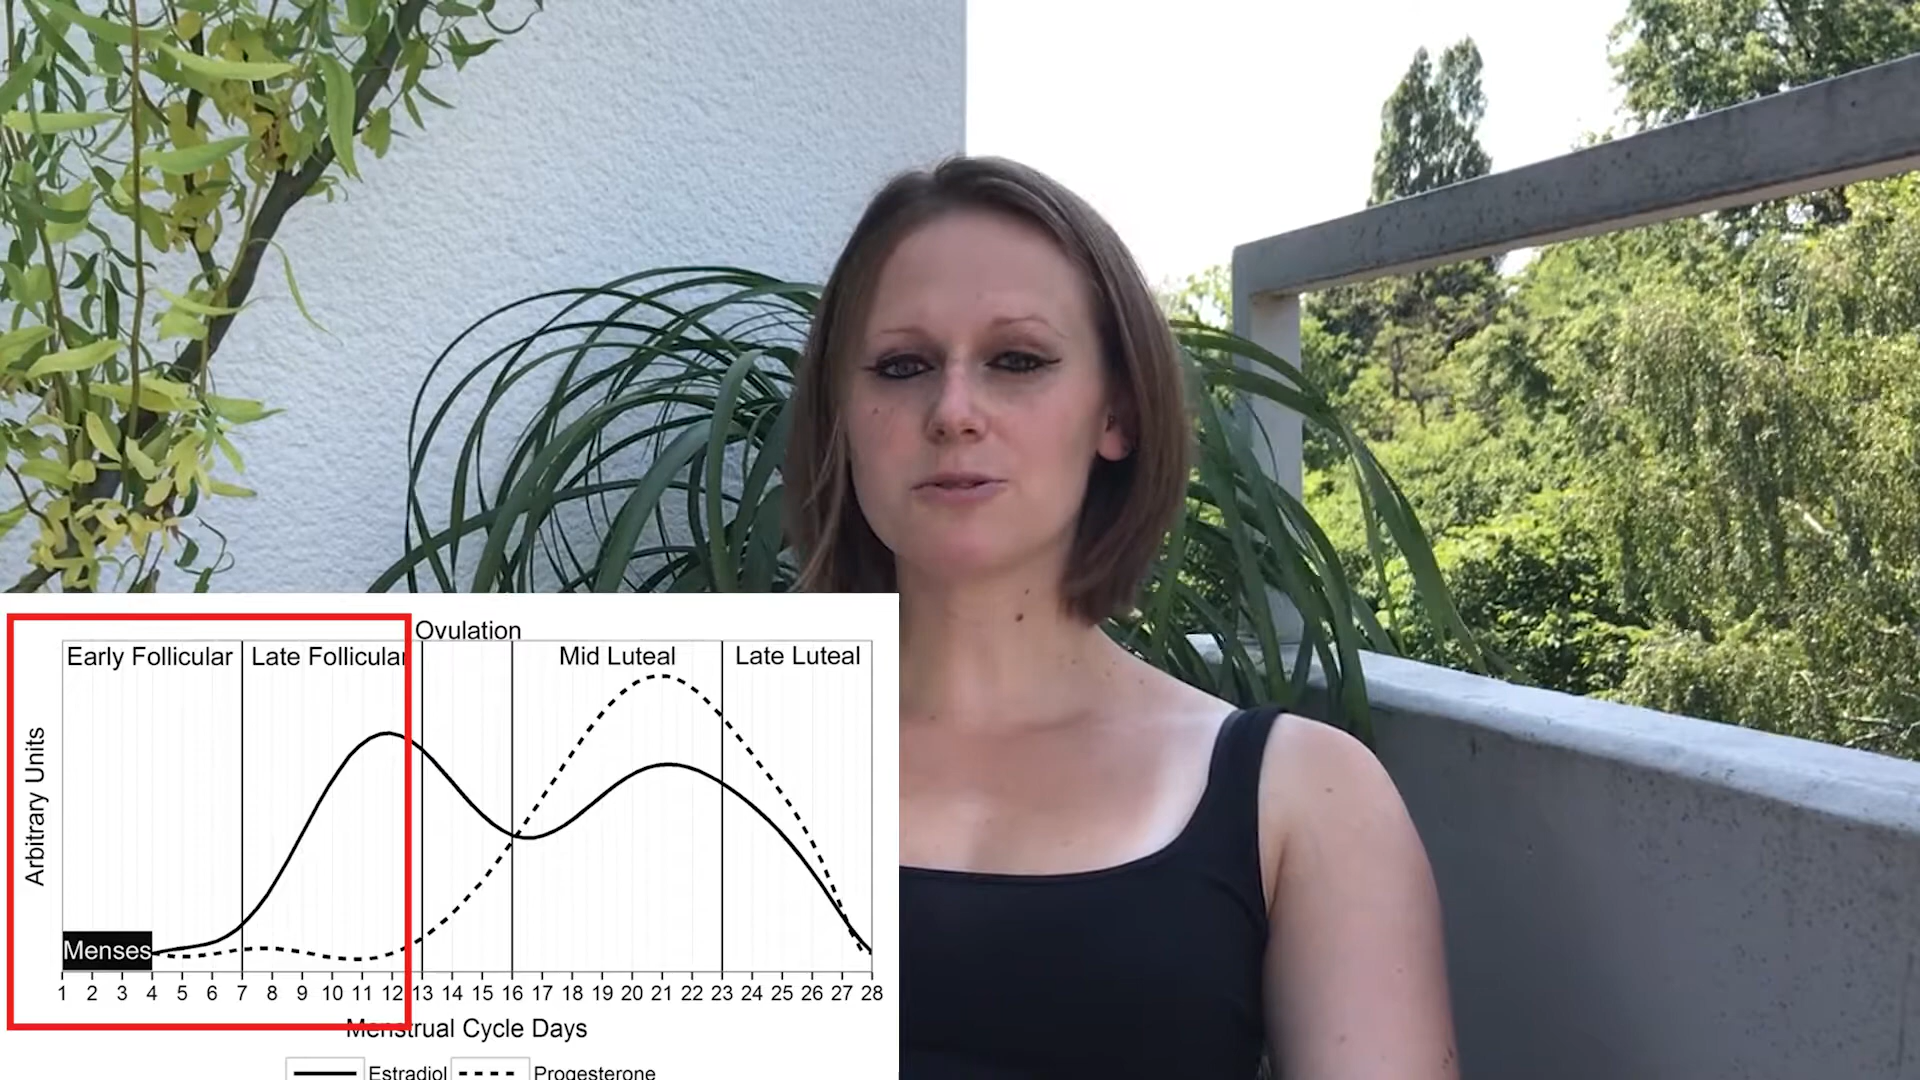 Ovulation
Early Follicular Late Follicular Mid Luteal Late Luteal
Arbitrary Units
Menses
1 2 3 4 5 6 7 8 9 10 11 12 13 14 15 16 17 18 19 20 21 22 23 24 25 26 27 28
Menstrual Cycle Days
Estradiol Progesterone